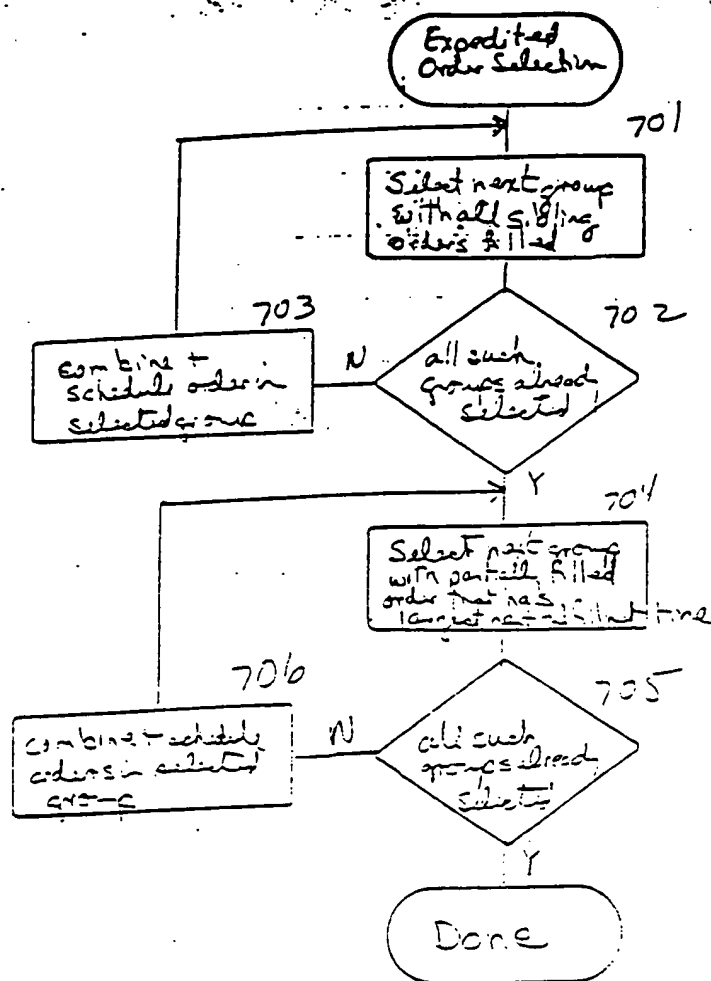 Expedited
Order Selection
701
Select next group
with all sibling
orders filled
703
702
combine +
schedule order in
selected group
N
all such
groups already
selected
Y
704
Select next group
with partially filled
order that has
largest time
706
705
combine + schedule
orders in selected
group
N
all such
groups already
selected
Y
Done